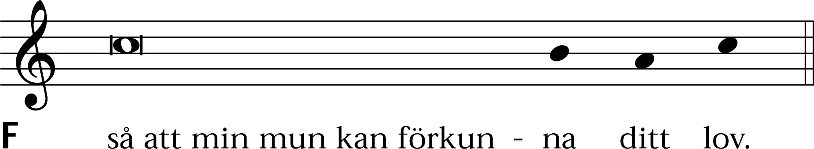 F så att min mun kan förkun - na ditt lov.